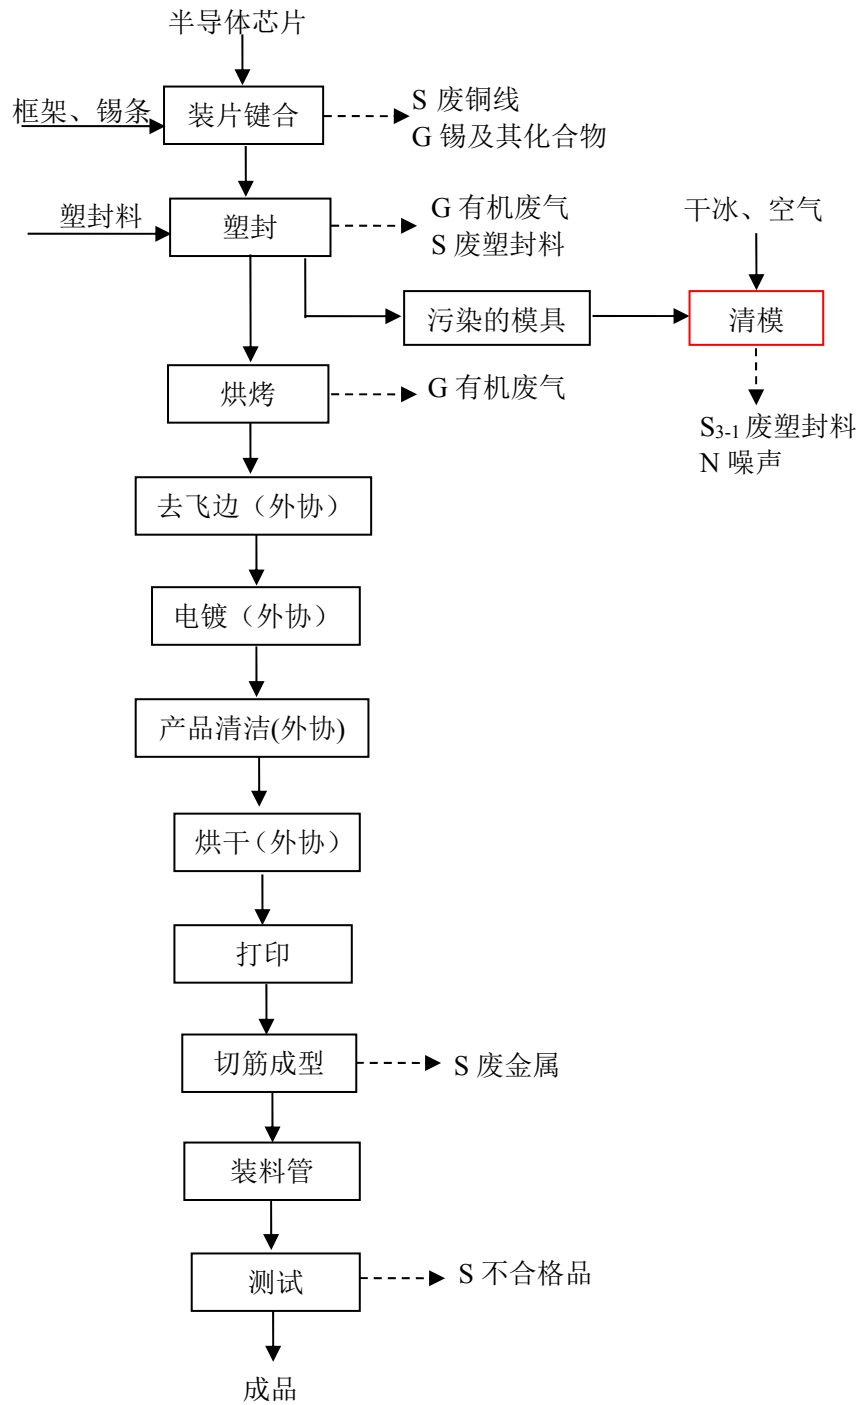 半导体芯片
框架、锡条
装片键合
S 废铜线
G 锡及其化合物
塑封料
塑封
G 有机废气
S 废塑封料
干冰、空气
污染的模具
清模
烘烤
G 有机废气
S3-1 废塑封料
N 噪声
去飞边（外协）
电镀（外协）
产品清洁(外协)
烘干（外协）
打印
切筋成型
S 废金属
装料管
测试
S 不合格品
成品